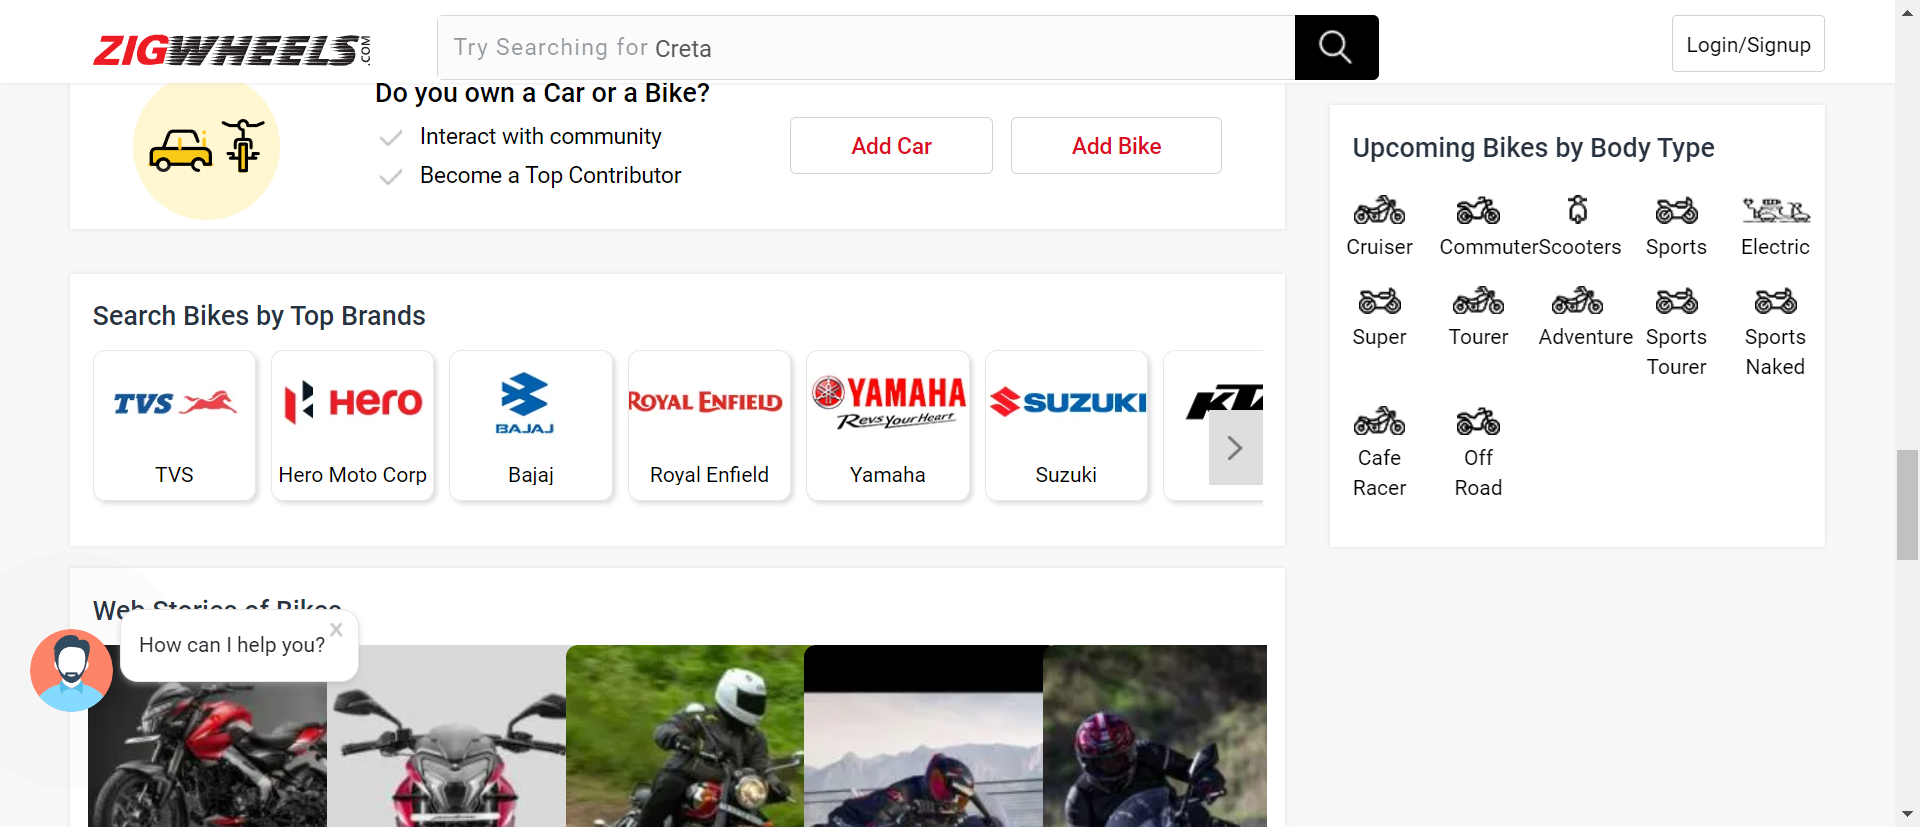 ZIGWHEELS.COM
Try Searching for Creta
Login/Signup
Do you own a Car or a Bike?
Interact with community
Become a Top Contributor
Add Car
Add Bike
Upcoming Bikes by Body Type
Cruiser
Commuter
Scooters
Sports
Electric
Super
Tourer
Adventure
Sports
Tourer
Sports
Naked
Cafe
Racer
Off
Road
Search Bikes by Top Brands
TVS
HERO
BAJAJ
ROYAL ENFIELD
YAMAHA
Revs Your Heart
SUZUKI
TVS
Hero Moto Corp
Bajaj
Royal Enfield
Yamaha
Suzuki
Web Stories of Bikes
How can I help you?